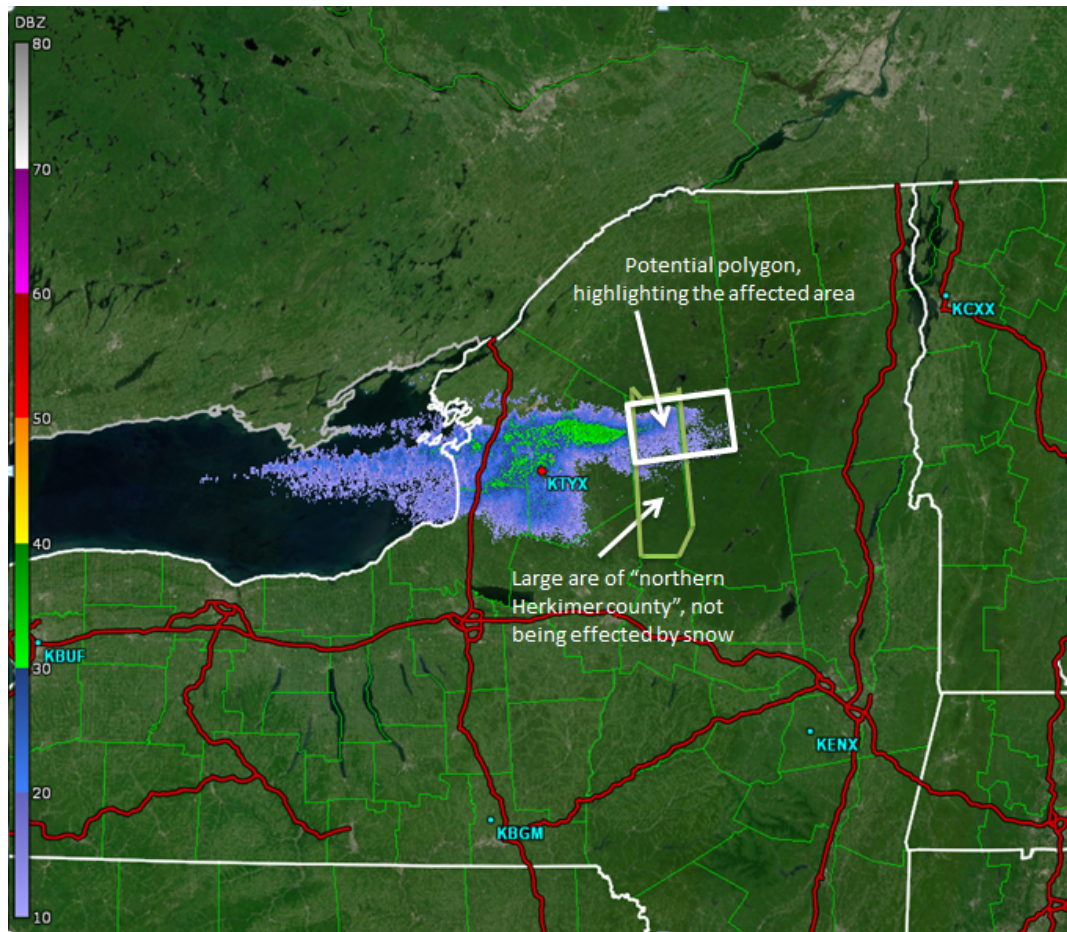 DBZ
80
70
60
50
40
30
20
10
Potential polygon,
highlighting the affected area
KCXX
KTYX
Large are of “northern
Herkimer county”, not
being effected by snow
KBUF
KENX
KBGM